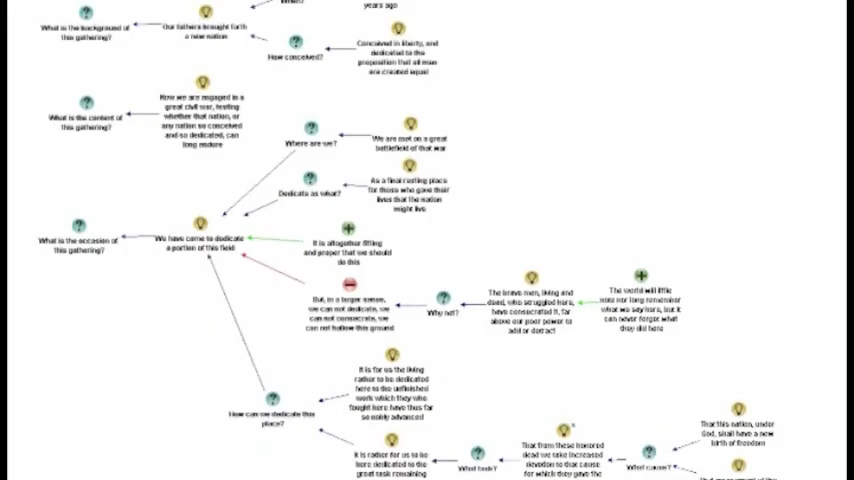 years ago
What is the background of
this gathering?
Our fathers brought forth
a new nation
How conceived?
Conceived in liberty, and
dedicated to the
proposition that all men
are created equal
What is the context of
this gathering?
Now we are engaged in a
great civil war, testing
whether that nation, or
any nation so conceived
and so dedicated, can
long endure
Where are we?
We are met on a great
battlefield of that war
Dedicate as what?
As a final resting place
for those who gave their
lives that the nation
might live
What is the occasion of
this gathering?
We have come to dedicate
a portion of this field
It is altogether fitting
and proper that we should
do this
But, in a larger sense,
we can not dedicate, we
can not consecrate, we
can not hallow this ground
Why not?
The brave men, living and
dead, who struggled here,
have consecrated it, far
above our poor power to
add or detract
The world will little
note nor long remember
what we say here, but it
can never forget what
they did here
How can we dedicate this
place?
It is for us the living
rather to be dedicated
here to the unfinished
work which they who
fought here have thus far
so nobly advanced
It is rather for us to be
here dedicated to the
great task remaining
What task?
That from these honored
dead we take increased
devotion to that cause
for which they gave the
What cause?
That this nation, under
God, shall have a new
birth of freedom